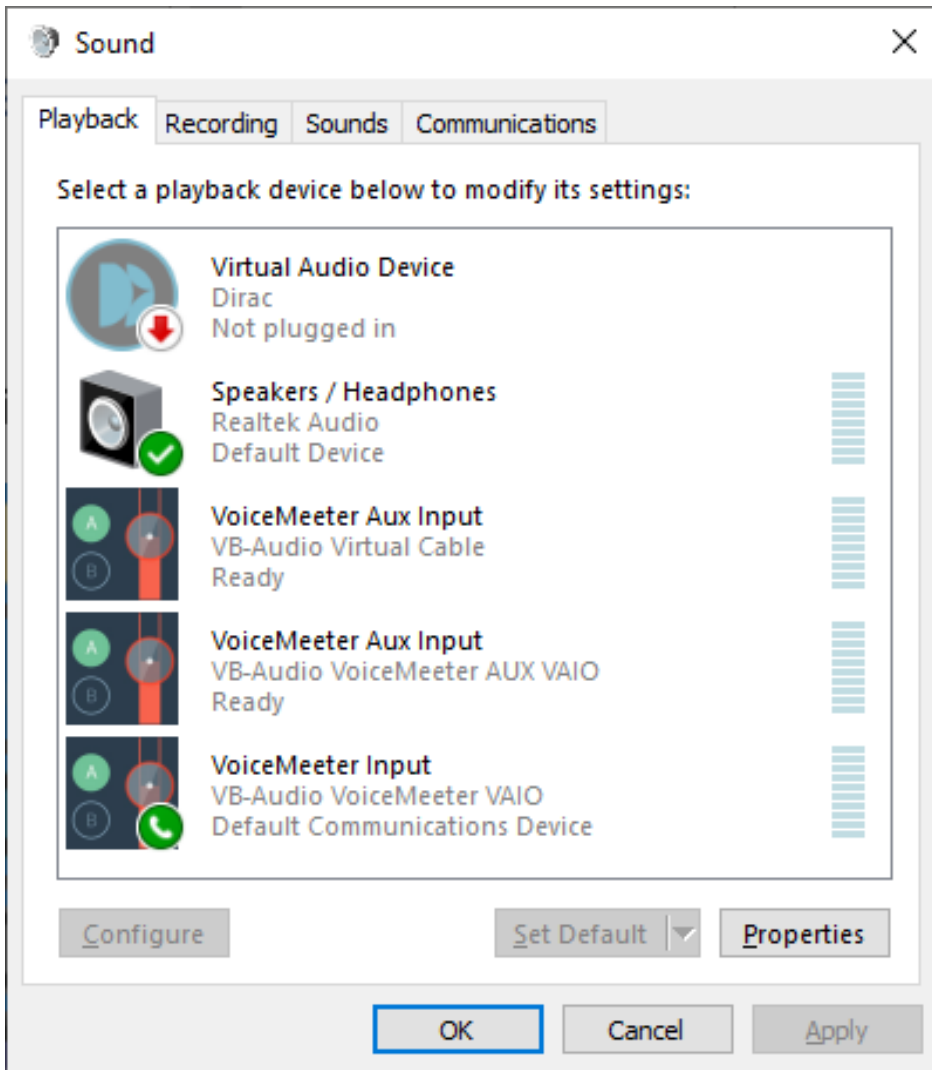 Sound
Playback Recording Sounds Communications
Select a playback device below to modify its settings:
Virtual Audio Device
Dirac
Not plugged in
Speakers / Headphones
Realtek Audio
Default Device
A
B
VoiceMeeter Aux Input
VB-Audio Virtual Cable
Ready
A
B
VoiceMeeter Aux Input
VB-Audio VoiceMeeter AUX VAIO
Ready
A
B
VoiceMeeter Input
VB-Audio VoiceMeeter VAIO
Default Communications Device
Configure Set Default Properties
OK Cancel Apply